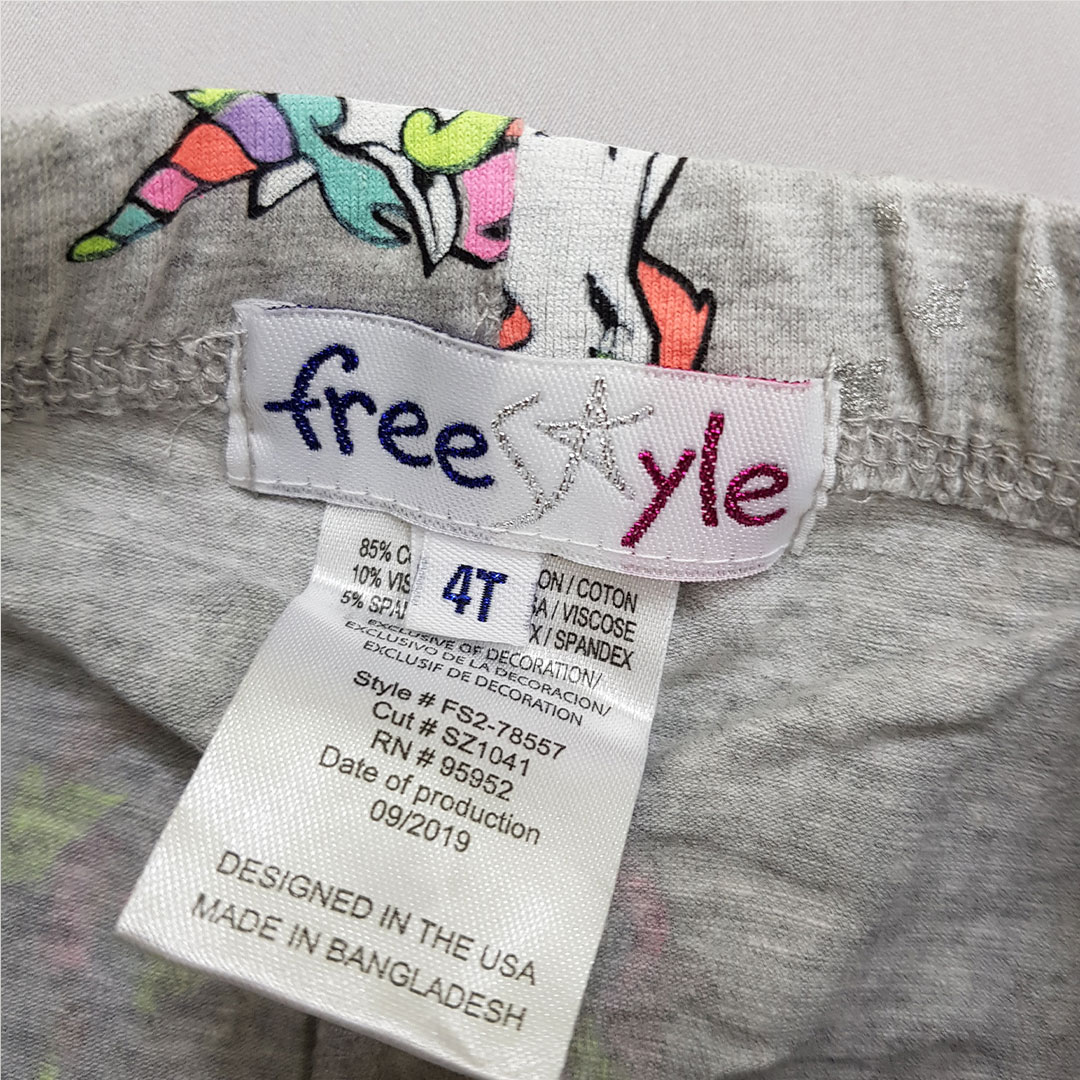 freestyle
4T
85% C ON / COTON
10% VIS SA / VISCOSE
5% SPA X / SPANDEX
EXCLUSIVE OF DECORATION/
EXCLUSIVO DE LA DECORACION/
EXCLUSIF DE DECORATION
Style # FS2-78557
Cut # SZ1041
RN # 95952
Date of production
09/2019
DESIGNED IN THE USA
MADE IN BANGLADESH